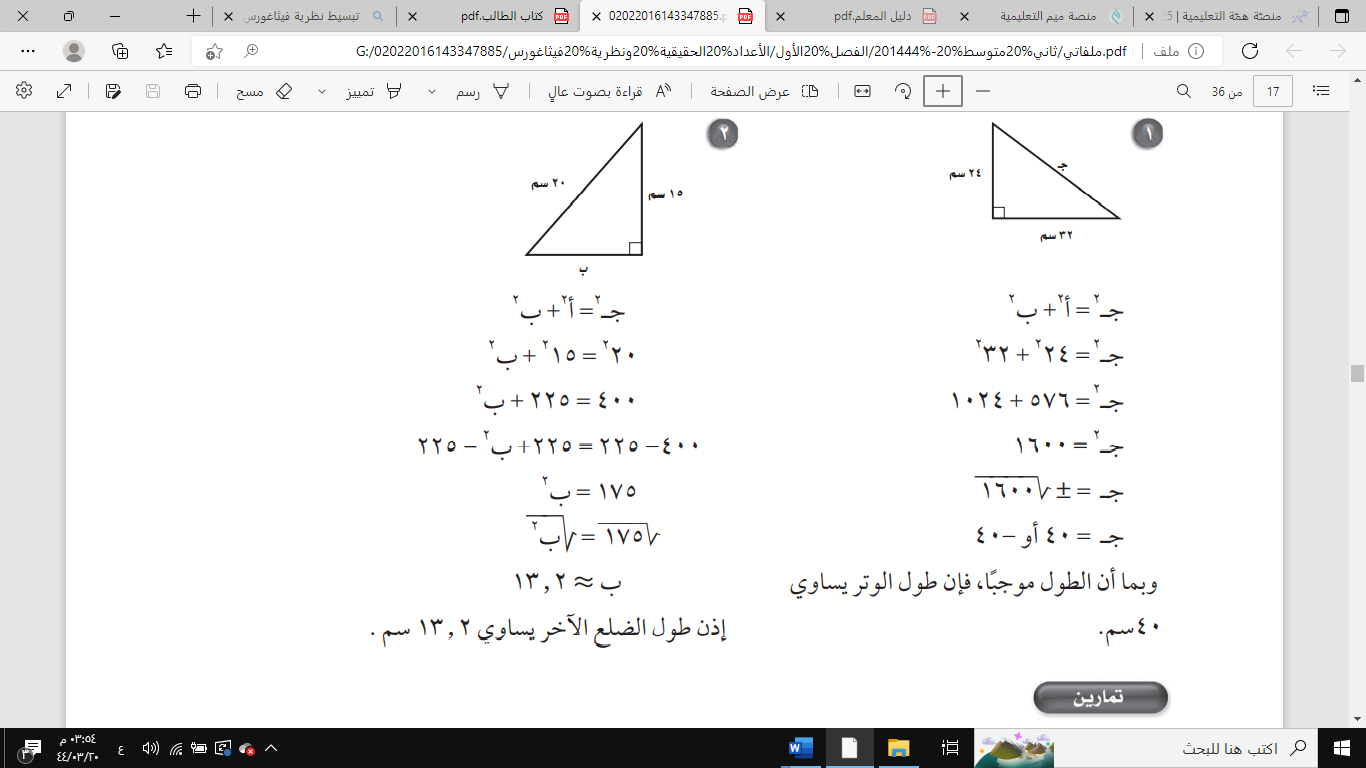 منصّة همّة التعليمية | 5
منصة ميم التعليمية
دليل المعلم.pdf
02022016143347885.p
كتاب الطالب.pdf
تبسيط نظرية فيثاغورس
ملف
G:/ملفاتي/ثاني%20متوسط%20-%201444/الفصل%20الأول/الأعداد%20الحقيقية%20ونظرية%20فيثاغورس/02022016143347885.pdf
17
من 36
عرض الصفحة
قراءة بصوت عالٍ
رسم
تمييز
مسح
١
٢٤ سم
جـ
٣٢ سم
جـ٢ = أ٢ + ب٢
جـ٢ = ٢٤٢ + ٣٢٢
جـ٢ = ٥٧٦ + ١٠٢٤
جـ٢ = ١٦٠٠
جـ = ± √١٦٠٠
جـ = ٤٠ أو –٤٠
وبما أن الطول موجبًا، فإن طول الوتر يساوي
٤٠سم.
٢
٢٠ سم
١٥ سم
ب
جـ٢ = أ٢ + ب٢
٢٠٢ = ١٥٢ + ب٢
٤٠٠ = ٢٢٥ + ب٢
٤٠٠– ٢٢٥ = ٢٢٥+ ب٢ – ٢٢٥
١٧٥ = ب٢
√١٧٥ = √ب٢
ب ≈ ١٣,٢
إذن طول الضلع الآخر يساوي ١٣,٢ سم .
تمارين
اكتب هنا للبحث
ع
٠٣:٥٤ م
٤٤/٠٣/٢٠
٣